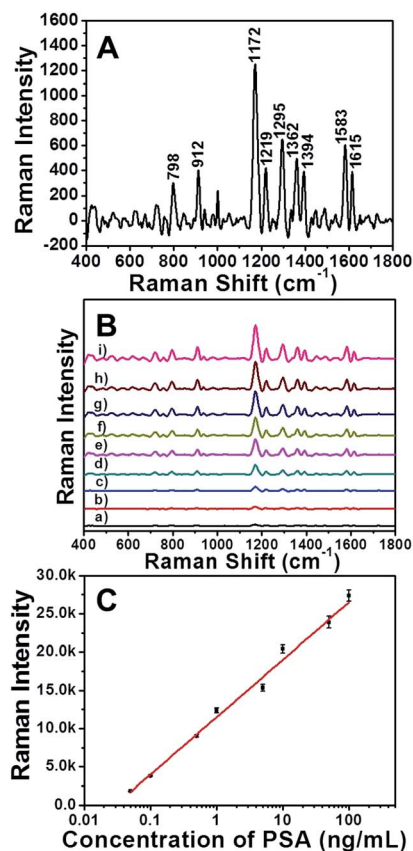 A
Raman Intensity
1600
1400
1200
1000
800
600
400
200
0
-200
798
912
1172
1219
1295
1362
1394
1583
1615
400 600 800 1000 1200 1400 1600 1800
Raman Shift (cm⁻¹)
B
Raman Intensity
i)
h)
g)
f)
e)
d)
c)
b)
a)
400 600 800 1000 1200 1400 1600 1800
Raman Shift (cm⁻¹)
C
Raman Intensity
30.0k
25.0k
20.0k
15.0k
10.0k
5.0k
0.0
0.01 0.1 1 10 100
Concentration of PSA (ng/mL)